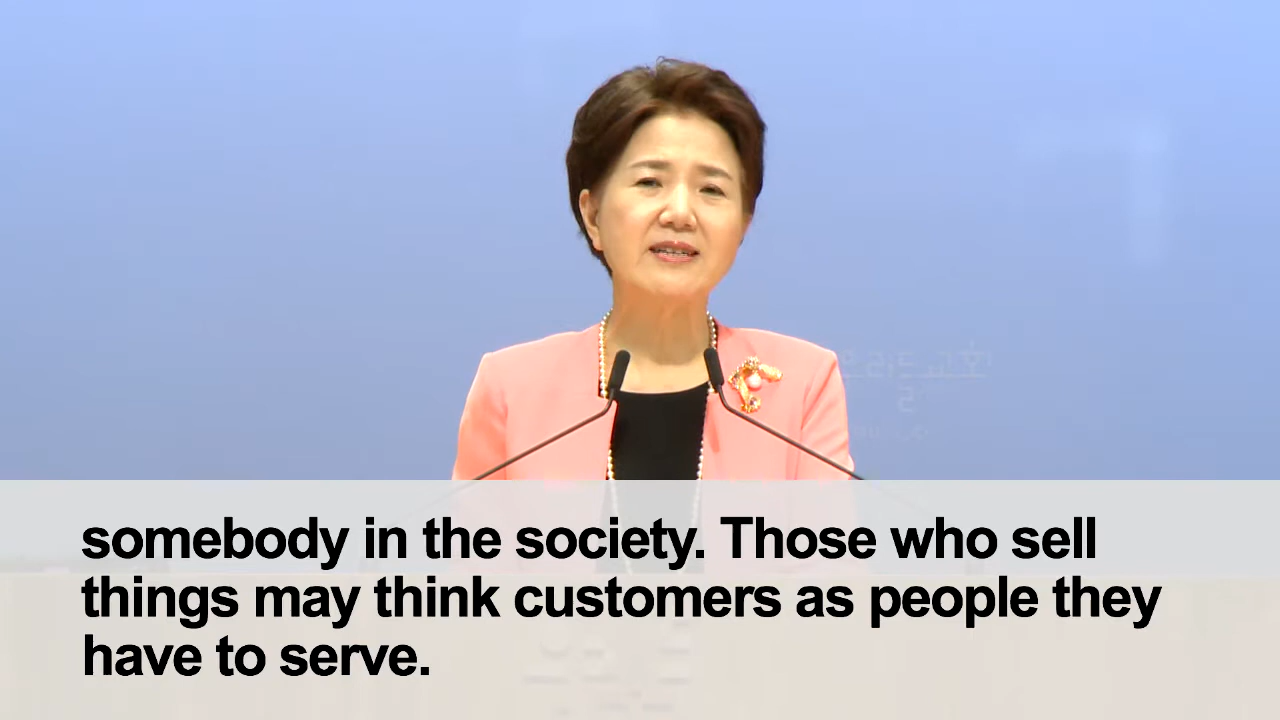 somebody in the society. Those who sell
things may think customers as people they
have to serve.